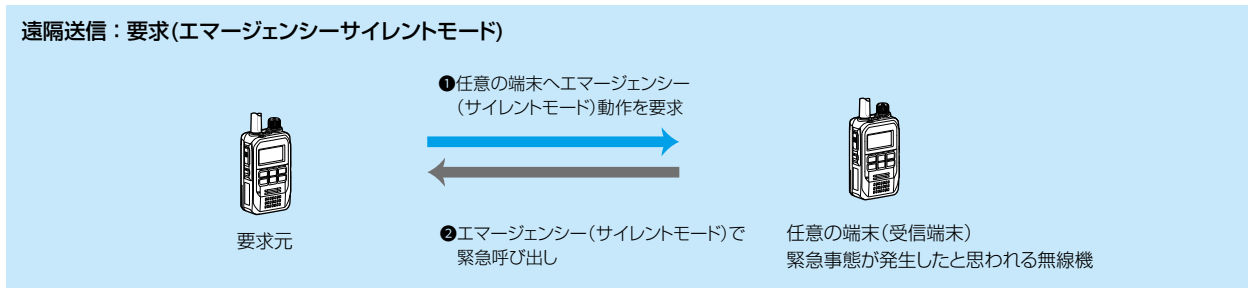 遠隔送信：要求(エマージェンシーサイレントモード)
❶任意の端末へエマージェンシー
（サイレントモード）動作を要求
要求元
❷エマージェンシー（サイレントモード）で
緊急呼び出し
任意の端末（受信端末）
緊急事態が発生したと思われる無線機